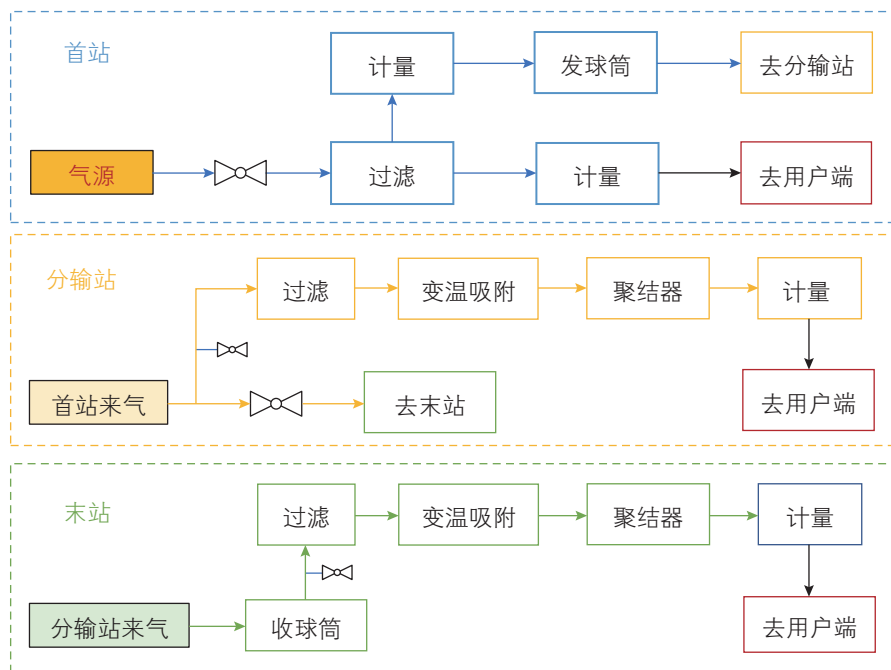 首站
计量
发球筒
去分输站
气源
过滤
计量
去用户端
分输站
过滤
变温吸附
聚结器
计量
首站来气
去末站
去用户端
末站
过滤
变温吸附
聚结器
计量
分输站来气
收球筒
去用户端